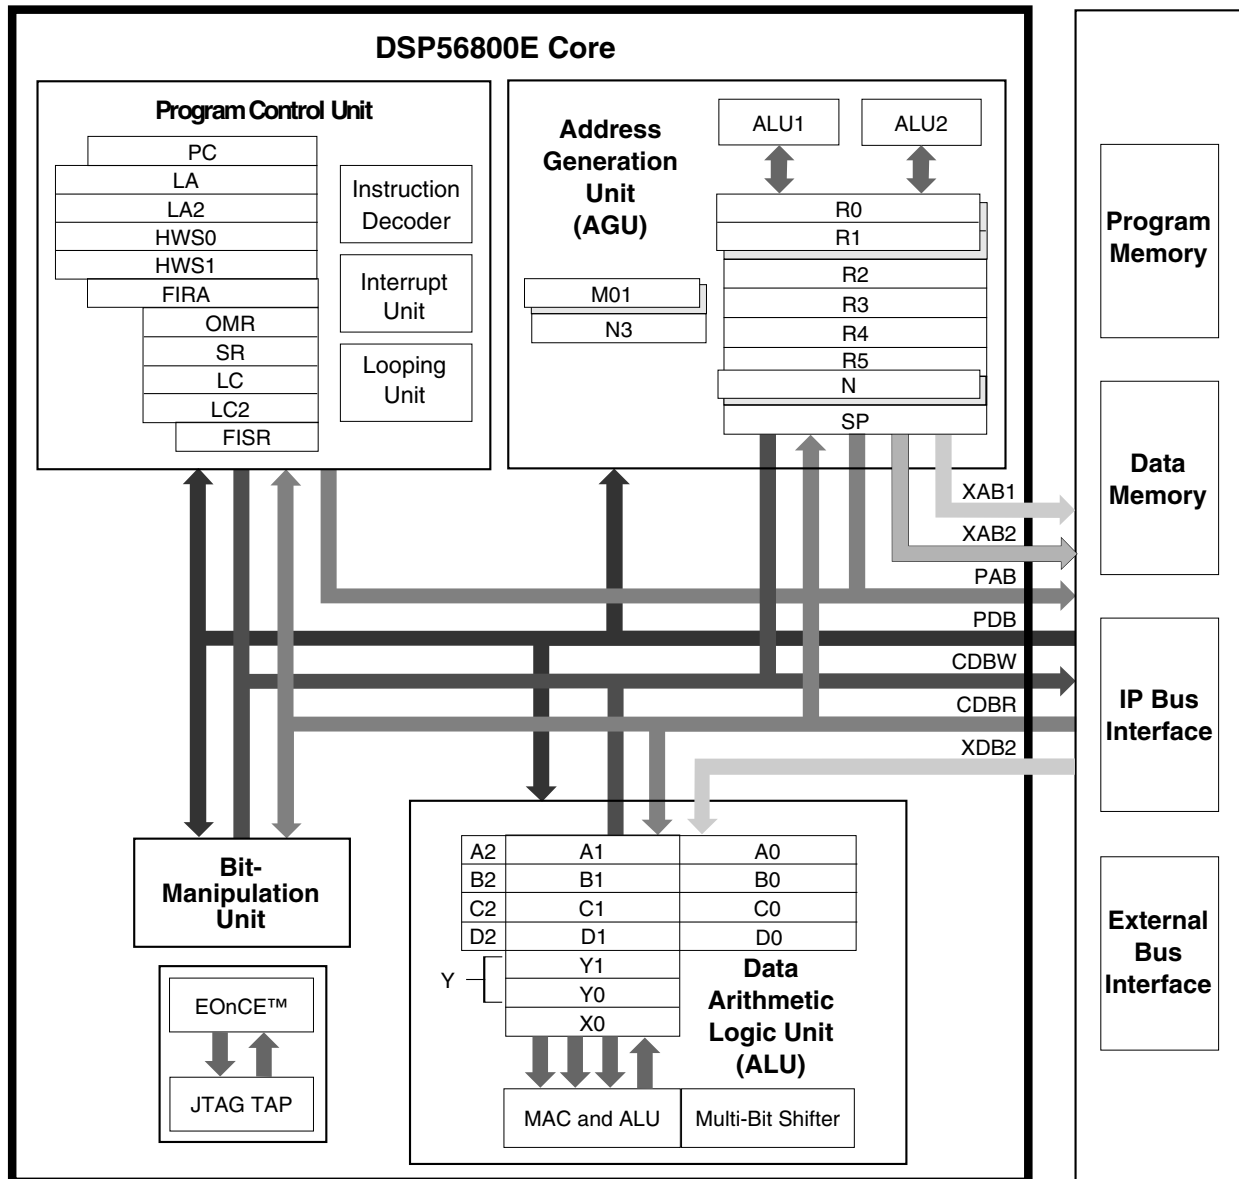 DSP56800E Core
Program Control Unit
PC
LA
LA2
HWS0
HWS1
FIRA
OMR
SR
LC
LC2
FISR
Instruction
Decoder
Interrupt
Unit
Looping
Unit
Address
Generation
Unit
(AGU)
ALU1
ALU2
R0
R1
R2
R3
R4
R5
N
SP
M01
N3
Program
Memory
Data
Memory
IP Bus
Interface
External
Bus
Interface
XAB1
XAB2
PAB
PDB
CDBW
CDBR
XDB2
Bit-
Manipulation
Unit
EOnCE™
JTAG TAP
A2 A1 A0
B2 B1 B0
C2 C1 C0
D2 D1 D0
Y
Y1
Y0
X0
Data
Arithmetic
Logic Unit
(ALU)
MAC and ALU
Multi-Bit Shifter